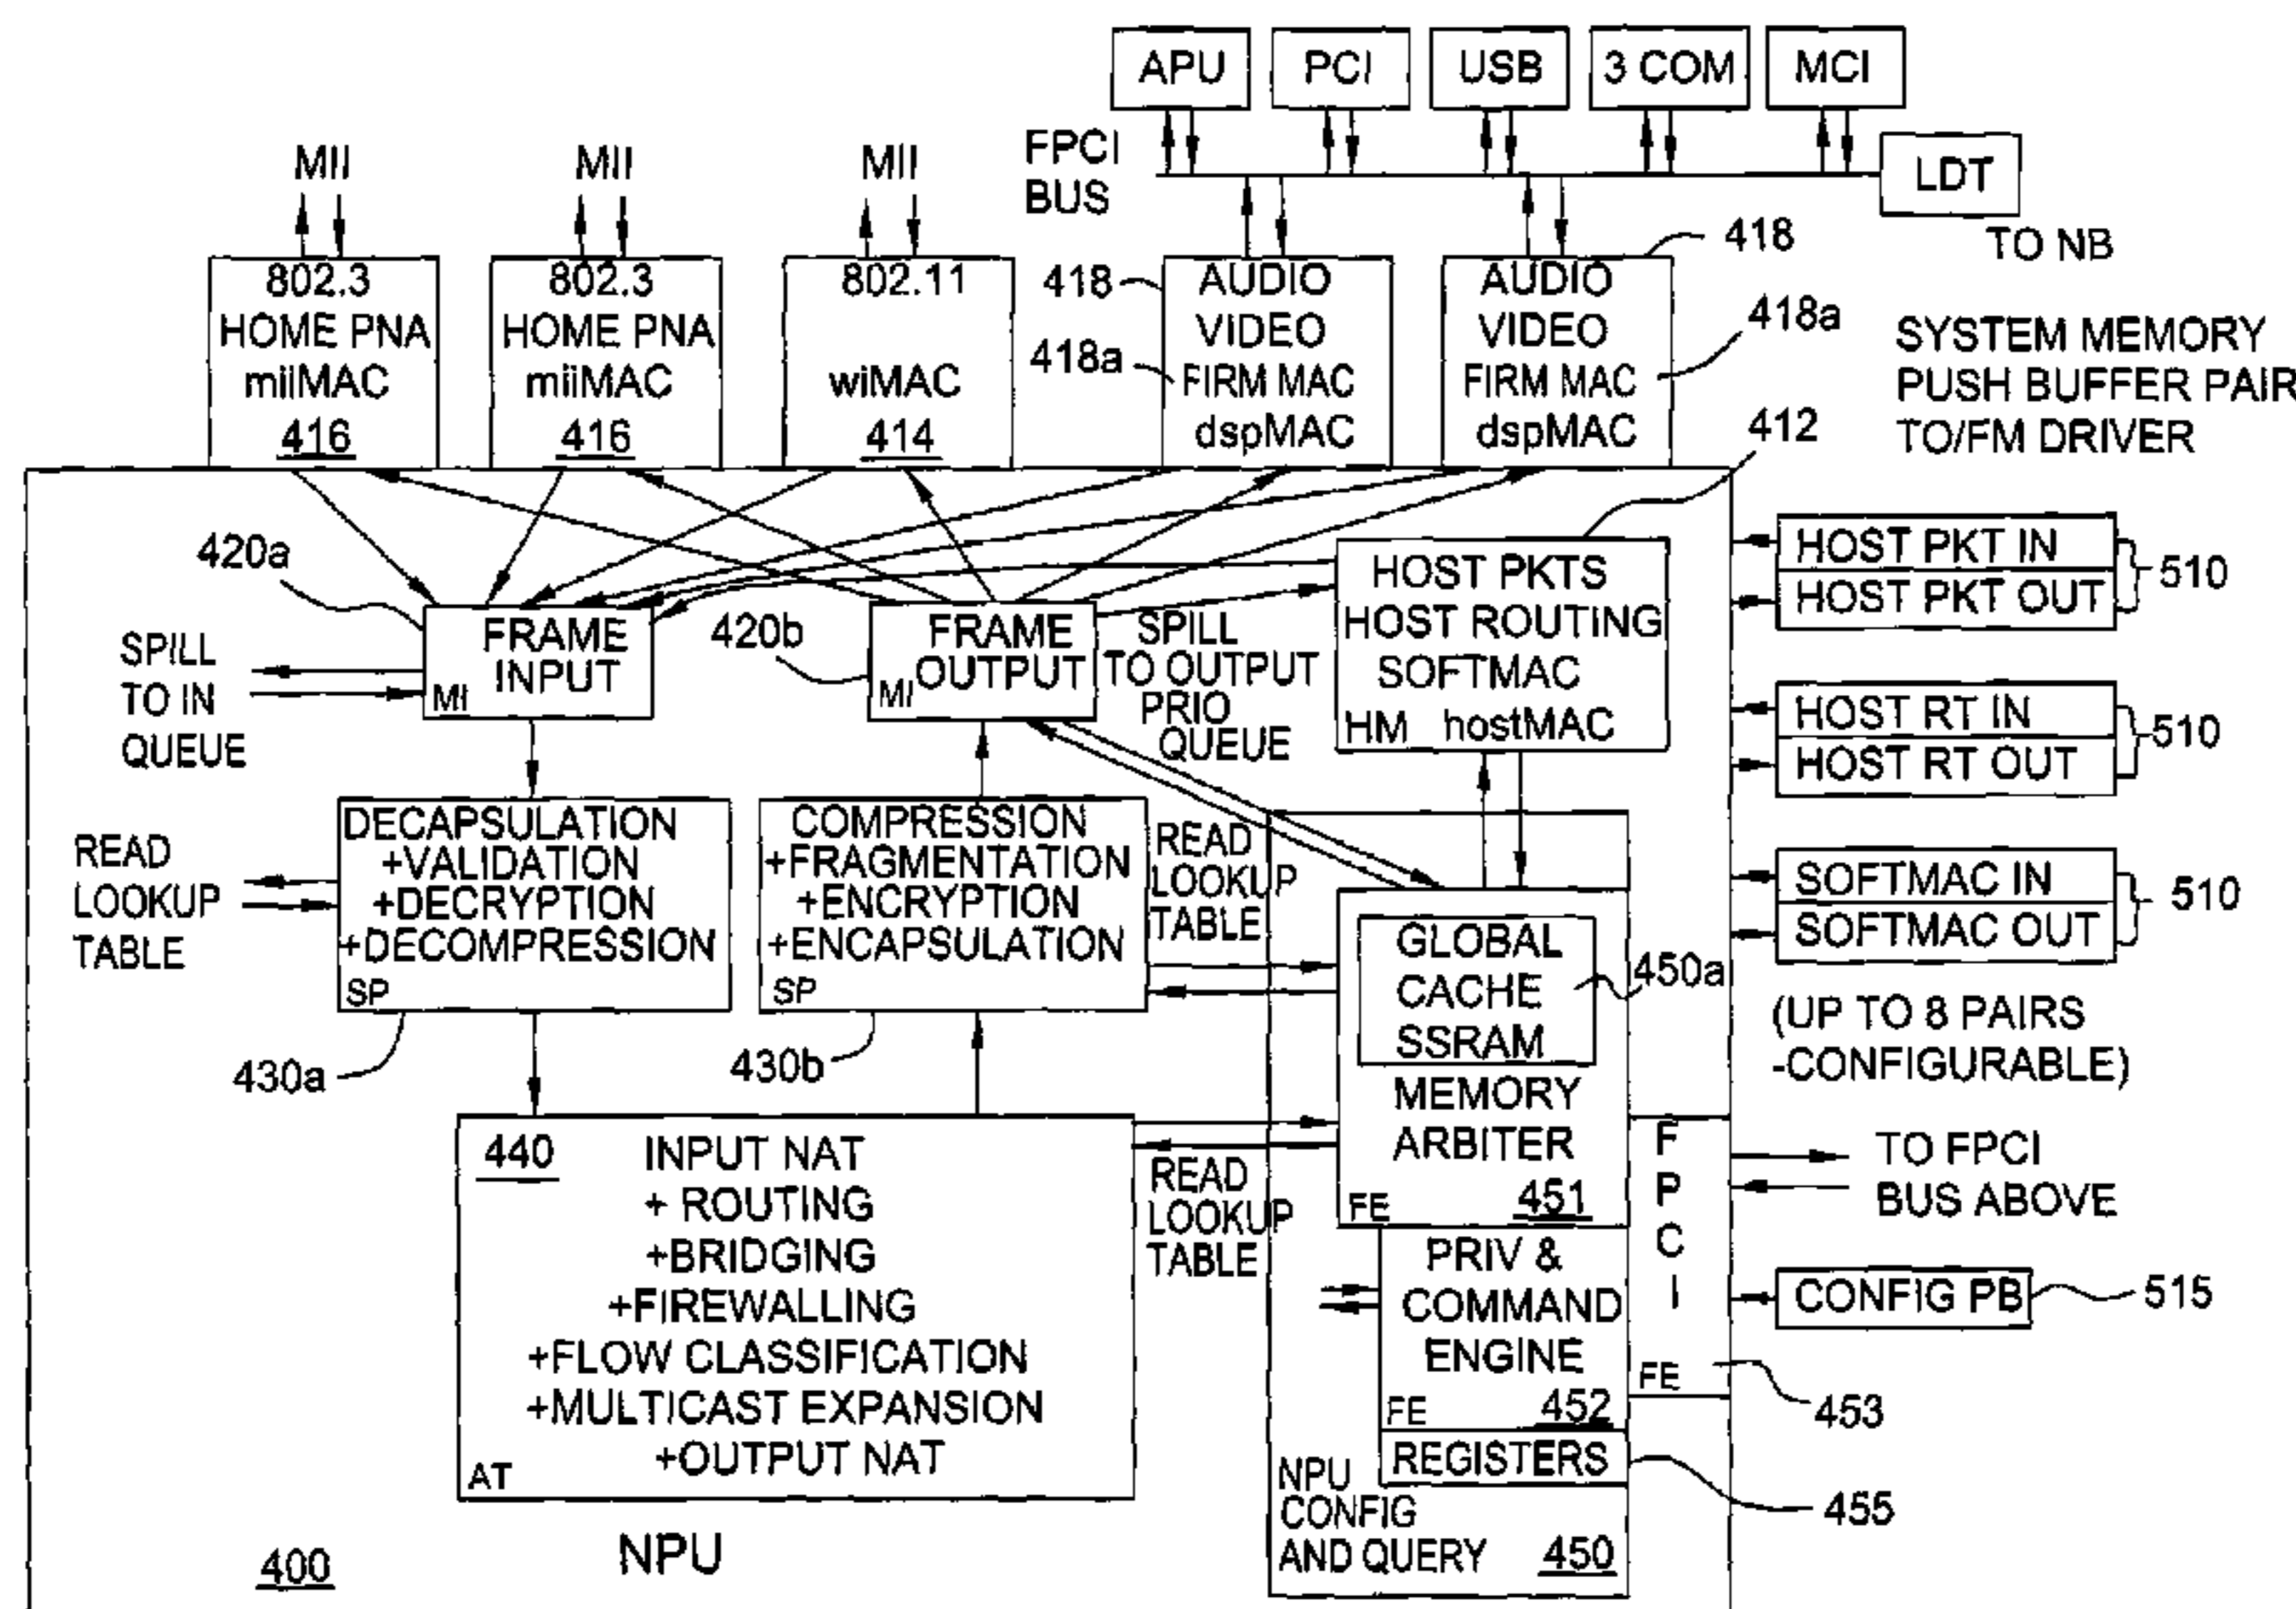 APU
PCI
USB
3 COM
MCI
FPCI
BUS
LDT
TO NB
MII
MII
MII
802.3
HOME PNA
miiMAC
416
802.3
HOME PNA
miiMAC
416
802.11
wiMAC
414
418
418a
AUDIO
VIDEO
FIRM MAC
dspMAC
AUDIO
VIDEO
FIRM MAC
dspMAC
418
418a
412
SYSTEM MEMORY
PUSH BUFFER PAIR
TO/FM DRIVER
420a
SPILL
TO IN
QUEUE
FRAME
INPUT
MI
420b
FRAME
OUTPUT
MI
SPILL
TO OUTPUT
PRIO
QUEUE
HOST PKTS
HOST ROUTING
SOFTMAC
HM hostMAC
HOST PKT IN
HOST PKT OUT
510
HOST RT IN
HOST RT OUT
510
SOFTMAC IN
SOFTMAC OUT
510
(UP TO 8 PAIRS
-CONFIGURABLE)
READ
LOOKUP
TABLE
DECAPSULATION
+VALIDATION
+DECRYPTION
+DECOMPRESSION
SP
430a
COMPRESSION
+FRAGMENTATION
+ENCRYPTION
+ENCAPSULATION
SP
430b
READ
LOOKUP
TABLE
GLOBAL
CACHE
SSRAM
450a
MEMORY
ARBITER
FE 451
440
INPUT NAT
+ ROUTING
+BRIDGING
+FIREWALLING
+FLOW CLASSIFICATION
+MULTICAST EXPANSION
+OUTPUT NAT
AT
READ
LOOKUP
TABLE
PRIV &
COMMAND
ENGINE
FE 452
REGISTERS
455
F
P
C
I
FE
453
TO FPCI
BUS ABOVE
CONFIG PB
515
NPU
CONFIG
AND QUERY 450
400
NPU